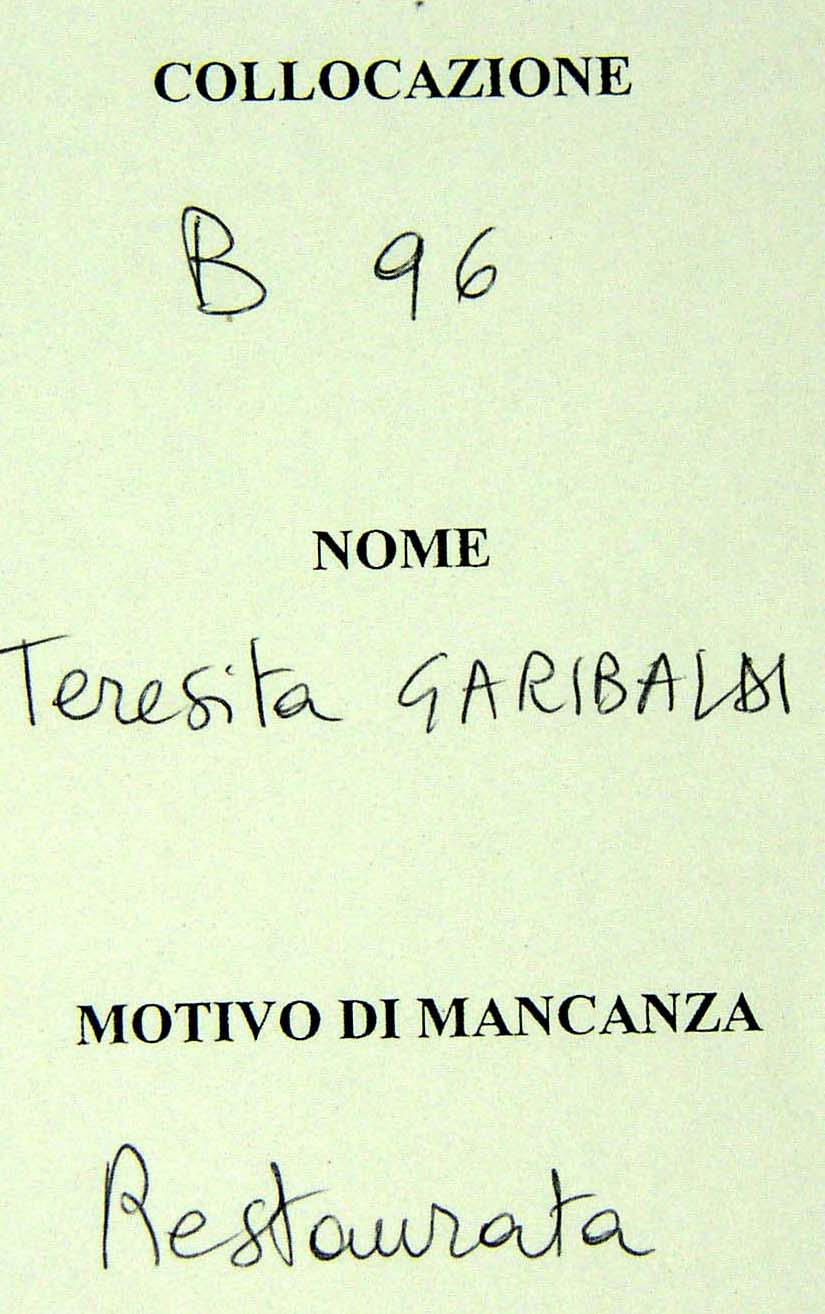 COLLOCAZIONE
B 96
NOME
Teresita GARIBALDI
MOTIVO DI MANCANZA
Restaurata